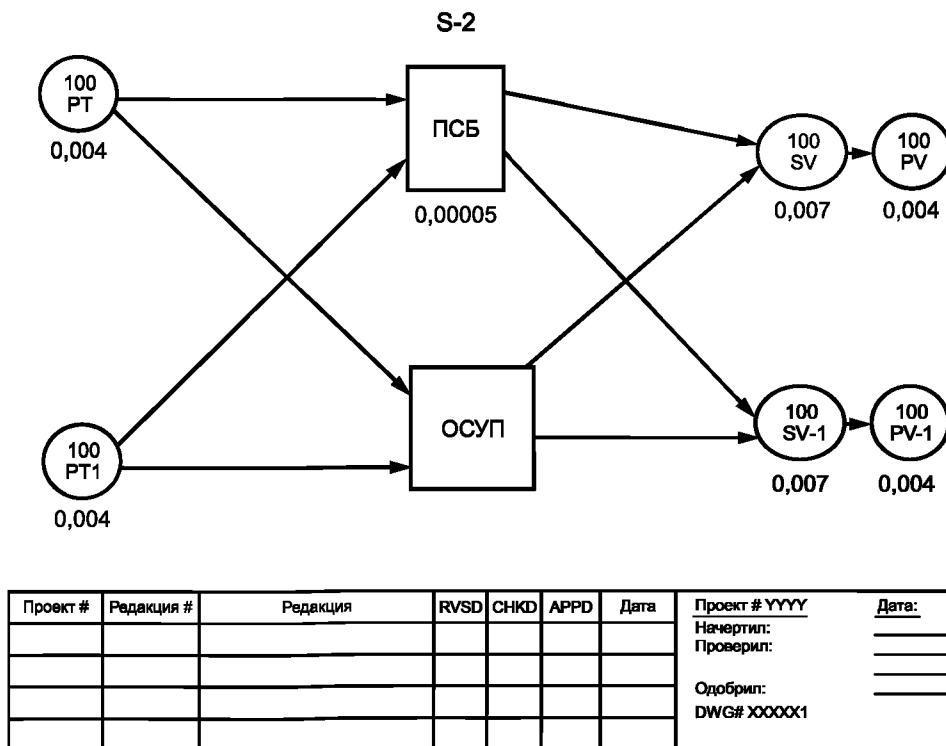 S-2
100
PT
0,004
ПСБ
0,00005
100
SV
0,007
100
PV
0,004
100
PT1
0,004
ОСУП
100
SV-1
0,007
100
PV-1
0,004
Проект # Редакция # Редакция RVSD CHKD APPD Дата
Проект # YYYY Дата:
Начертил:
Проверил:
Одобрил:
DWG# XXXXX1